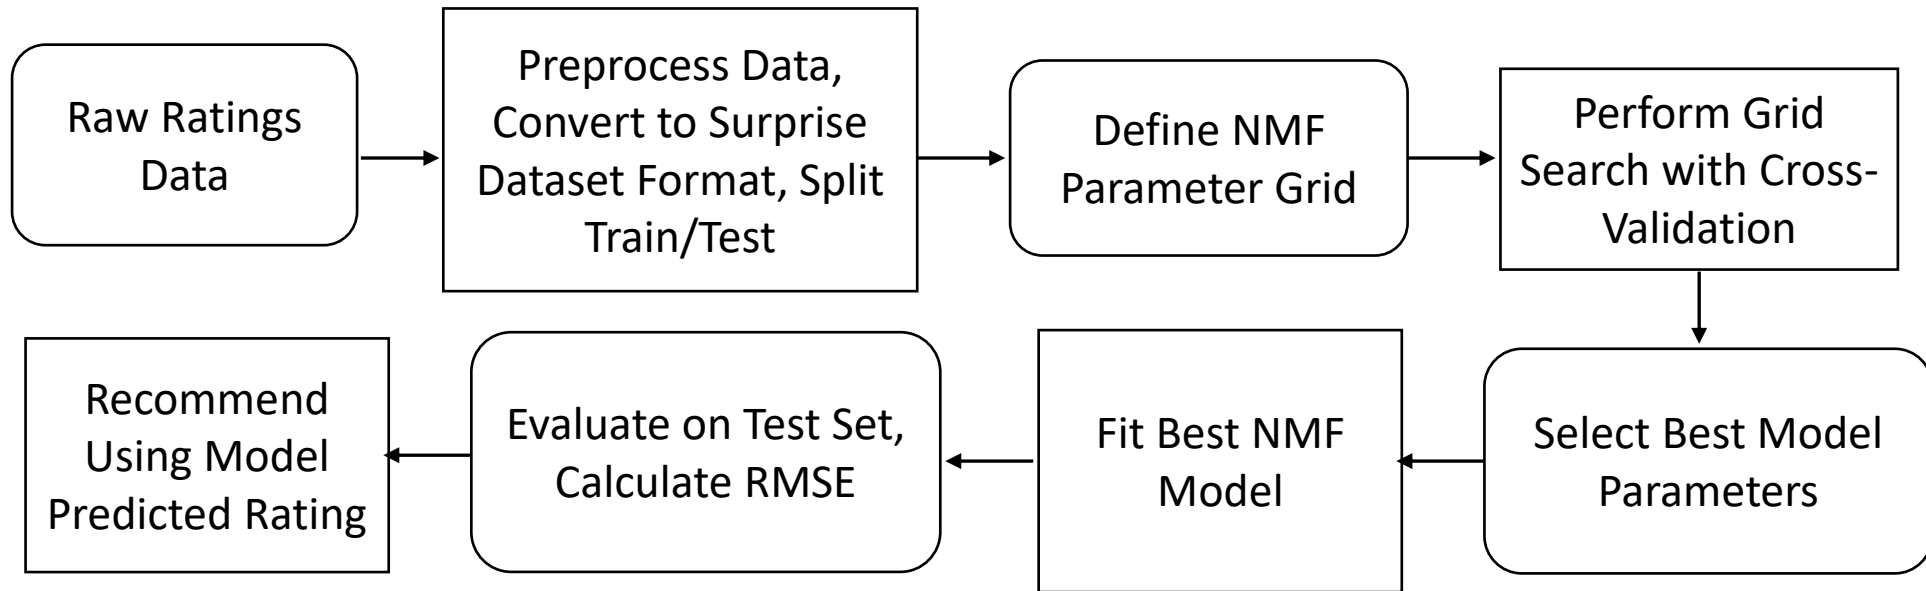 Raw Ratings
Data
Preprocess Data,
Convert to Surprise
Dataset Format, Split
Train/Test
Define NMF
Parameter Grid
Perform Grid
Search with Cross-
Validation
Select Best Model
Parameters
Fit Best NMF
Model
Evaluate on Test Set,
Calculate RMSE
Recommend
Using Model
Predicted Rating